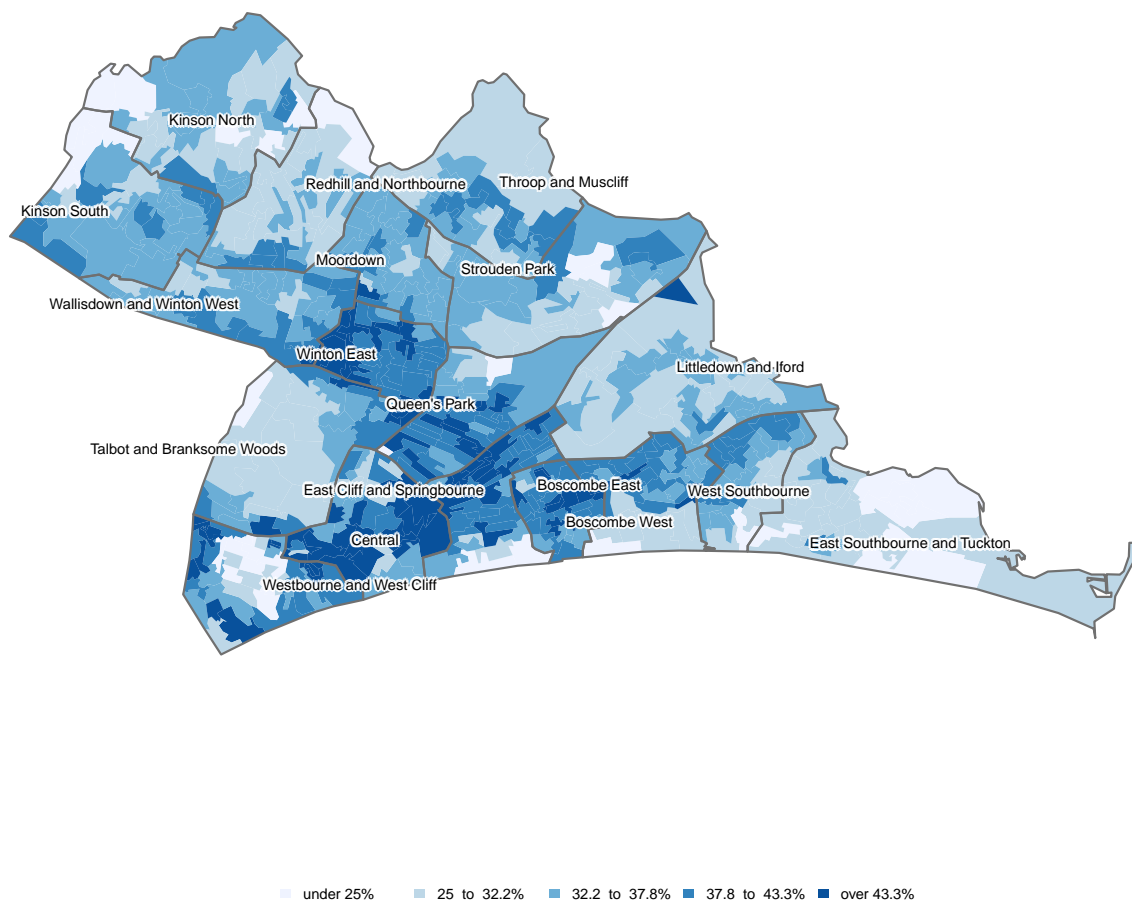 Kinson North
Redhill and Northbourne
Throop and Muscliff
Kinson South
Moordown
Strouden Park
Wallisdown and Winton West
Winton East
Littledown and Iford
Queen's Park
Talbot and Branksome Woods
East Cliff and Springbourne
Boscombe East
West Southbourne
Boscombe West
Central
East Southbourne and Tuckton
Westbourne and West Cliff
under 25%
25 to 32.2%
32.2 to 37.8%
37.8 to 43.3%
over 43.3%